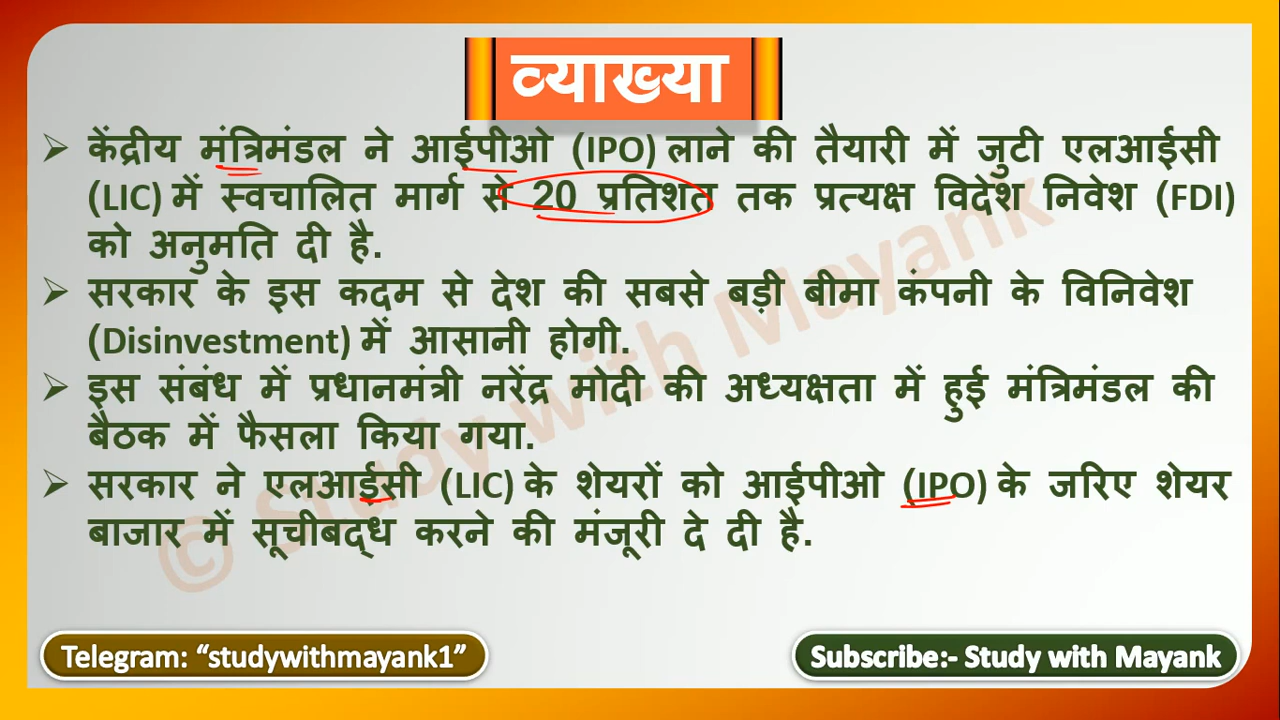 व्याख्या
➢ केंद्रीय मंत्रिमंडल ने आईपीओ (IPO) लाने की तैयारी में जुटी एलआईसी
(LIC) में स्वचालित मार्ग से 20 प्रतिशत तक प्रत्यक्ष विदेश निवेश (FDI)
को अनुमति दी है.
➢ सरकार के इस कदम से देश की सबसे बड़ी बीमा कंपनी के विनिवेश
(Disinvestment) में आसानी होगी.
➢ इस संबंध में प्रधानमंत्री नरेंद्र मोदी की अध्यक्षता में हुई मंत्रिमंडल की
बैठक में फैसला किया गया.
➢ सरकार ने एलआईसी (LIC) के शेयरों को आईपीओ (IPO) के जरिए शेयर
बाजार में सूचीबद्ध करने की मंजूरी दे दी है.
© Study with Mayank
Telegram: “studywithmayank1”
Subscribe:- Study with Mayank